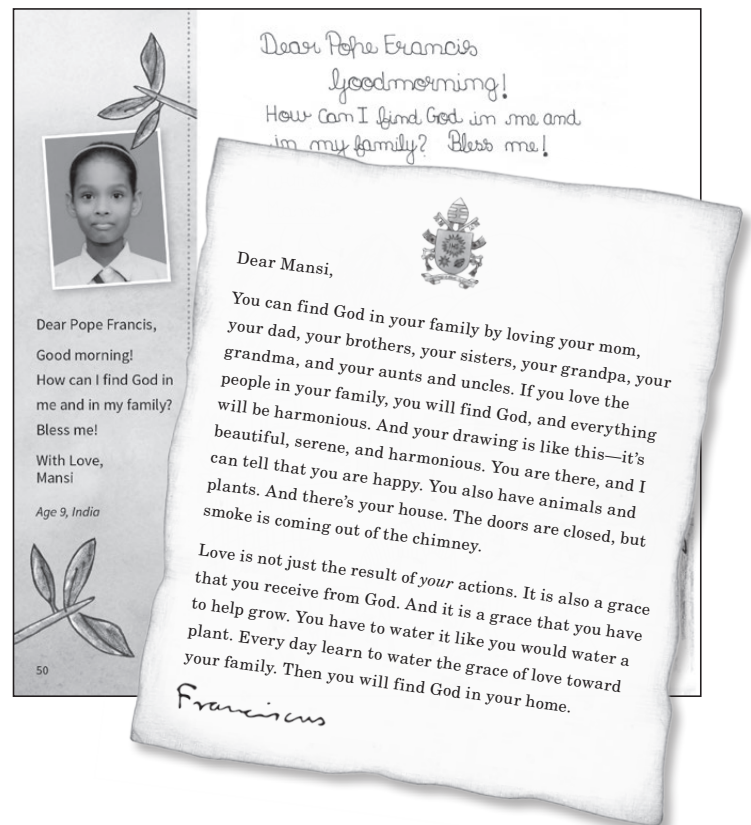 Dear Pope Francis
Goodmorning!
How can I find God in me and
in my family? Bless me!
Dear Pope Francis,
Good morning!
How can I find God in
me and in my family?
Bless me!
With Love,
Mansi
Age 9, India
50
Dear Mansi,
You can find God in your family by loving your mom,
your dad, your brothers, your sisters, your grandpa, your
grandma, and your aunts and uncles. If you love the
people in your family, you will find God, and everything
will be harmonious. And your drawing is like this—it’s
beautiful, serene, and harmonious. You are there, and I
can tell that you are happy. You also have animals and
plants. And there’s your house. The doors are closed, but
smoke is coming out of the chimney.
Love is not just the result of your actions. It is also a grace
that you receive from God. And it is a grace that you have
to help grow. You have to water it like you would water a
plant. Every day learn to water the grace of love toward
your family. Then you will find God in your home.
Franciscus